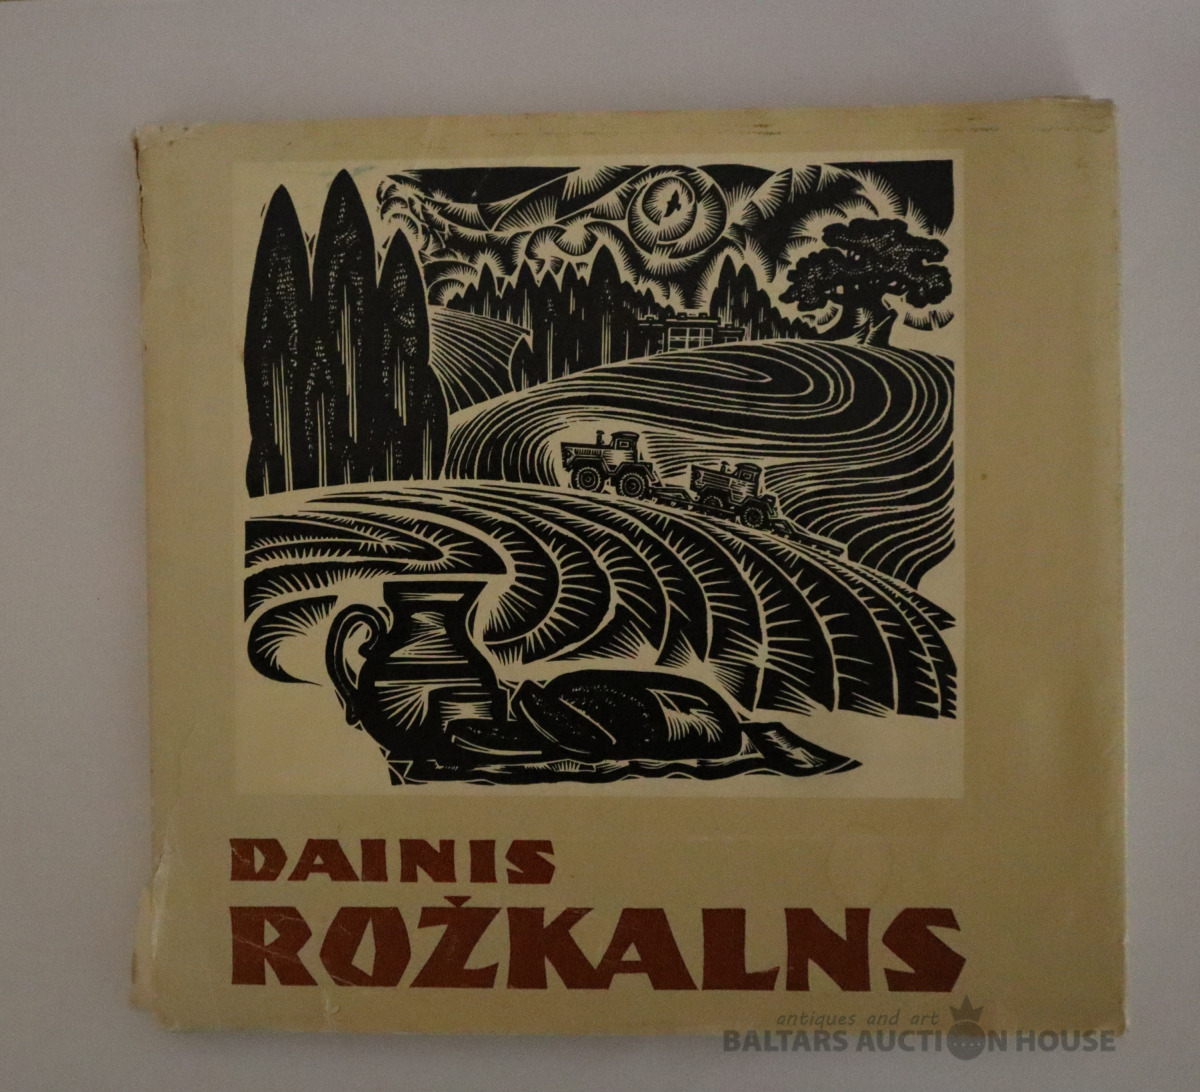 DAINIS
ROŽKALNS
antiques and art
BALTARS AUCTION HOUSE